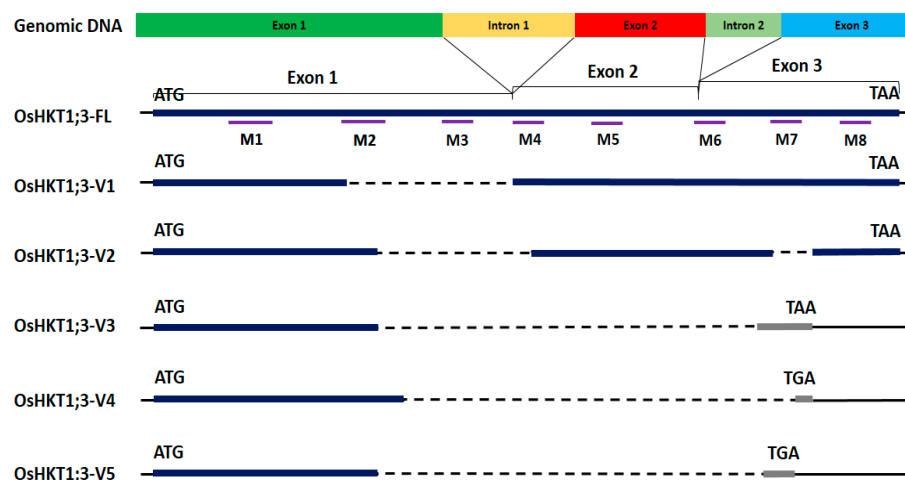 Genomic DNA Exon 1 Intron 1 Exon 2 Intron 2 Exon 3
Exon 1 Exon 2 Exon 3
ATG TAA
OsHKT1;3-FL
M1 M2 M3 M4 M5 M6 M7 M8
ATG TAA
OsHKT1;3-V1
ATG TAA
OsHKT1;3-V2
ATG TAA
OsHKT1;3-V3
ATG TGA
OsHKT1;3-V4
ATG TGA
OsHKT1:3-V5